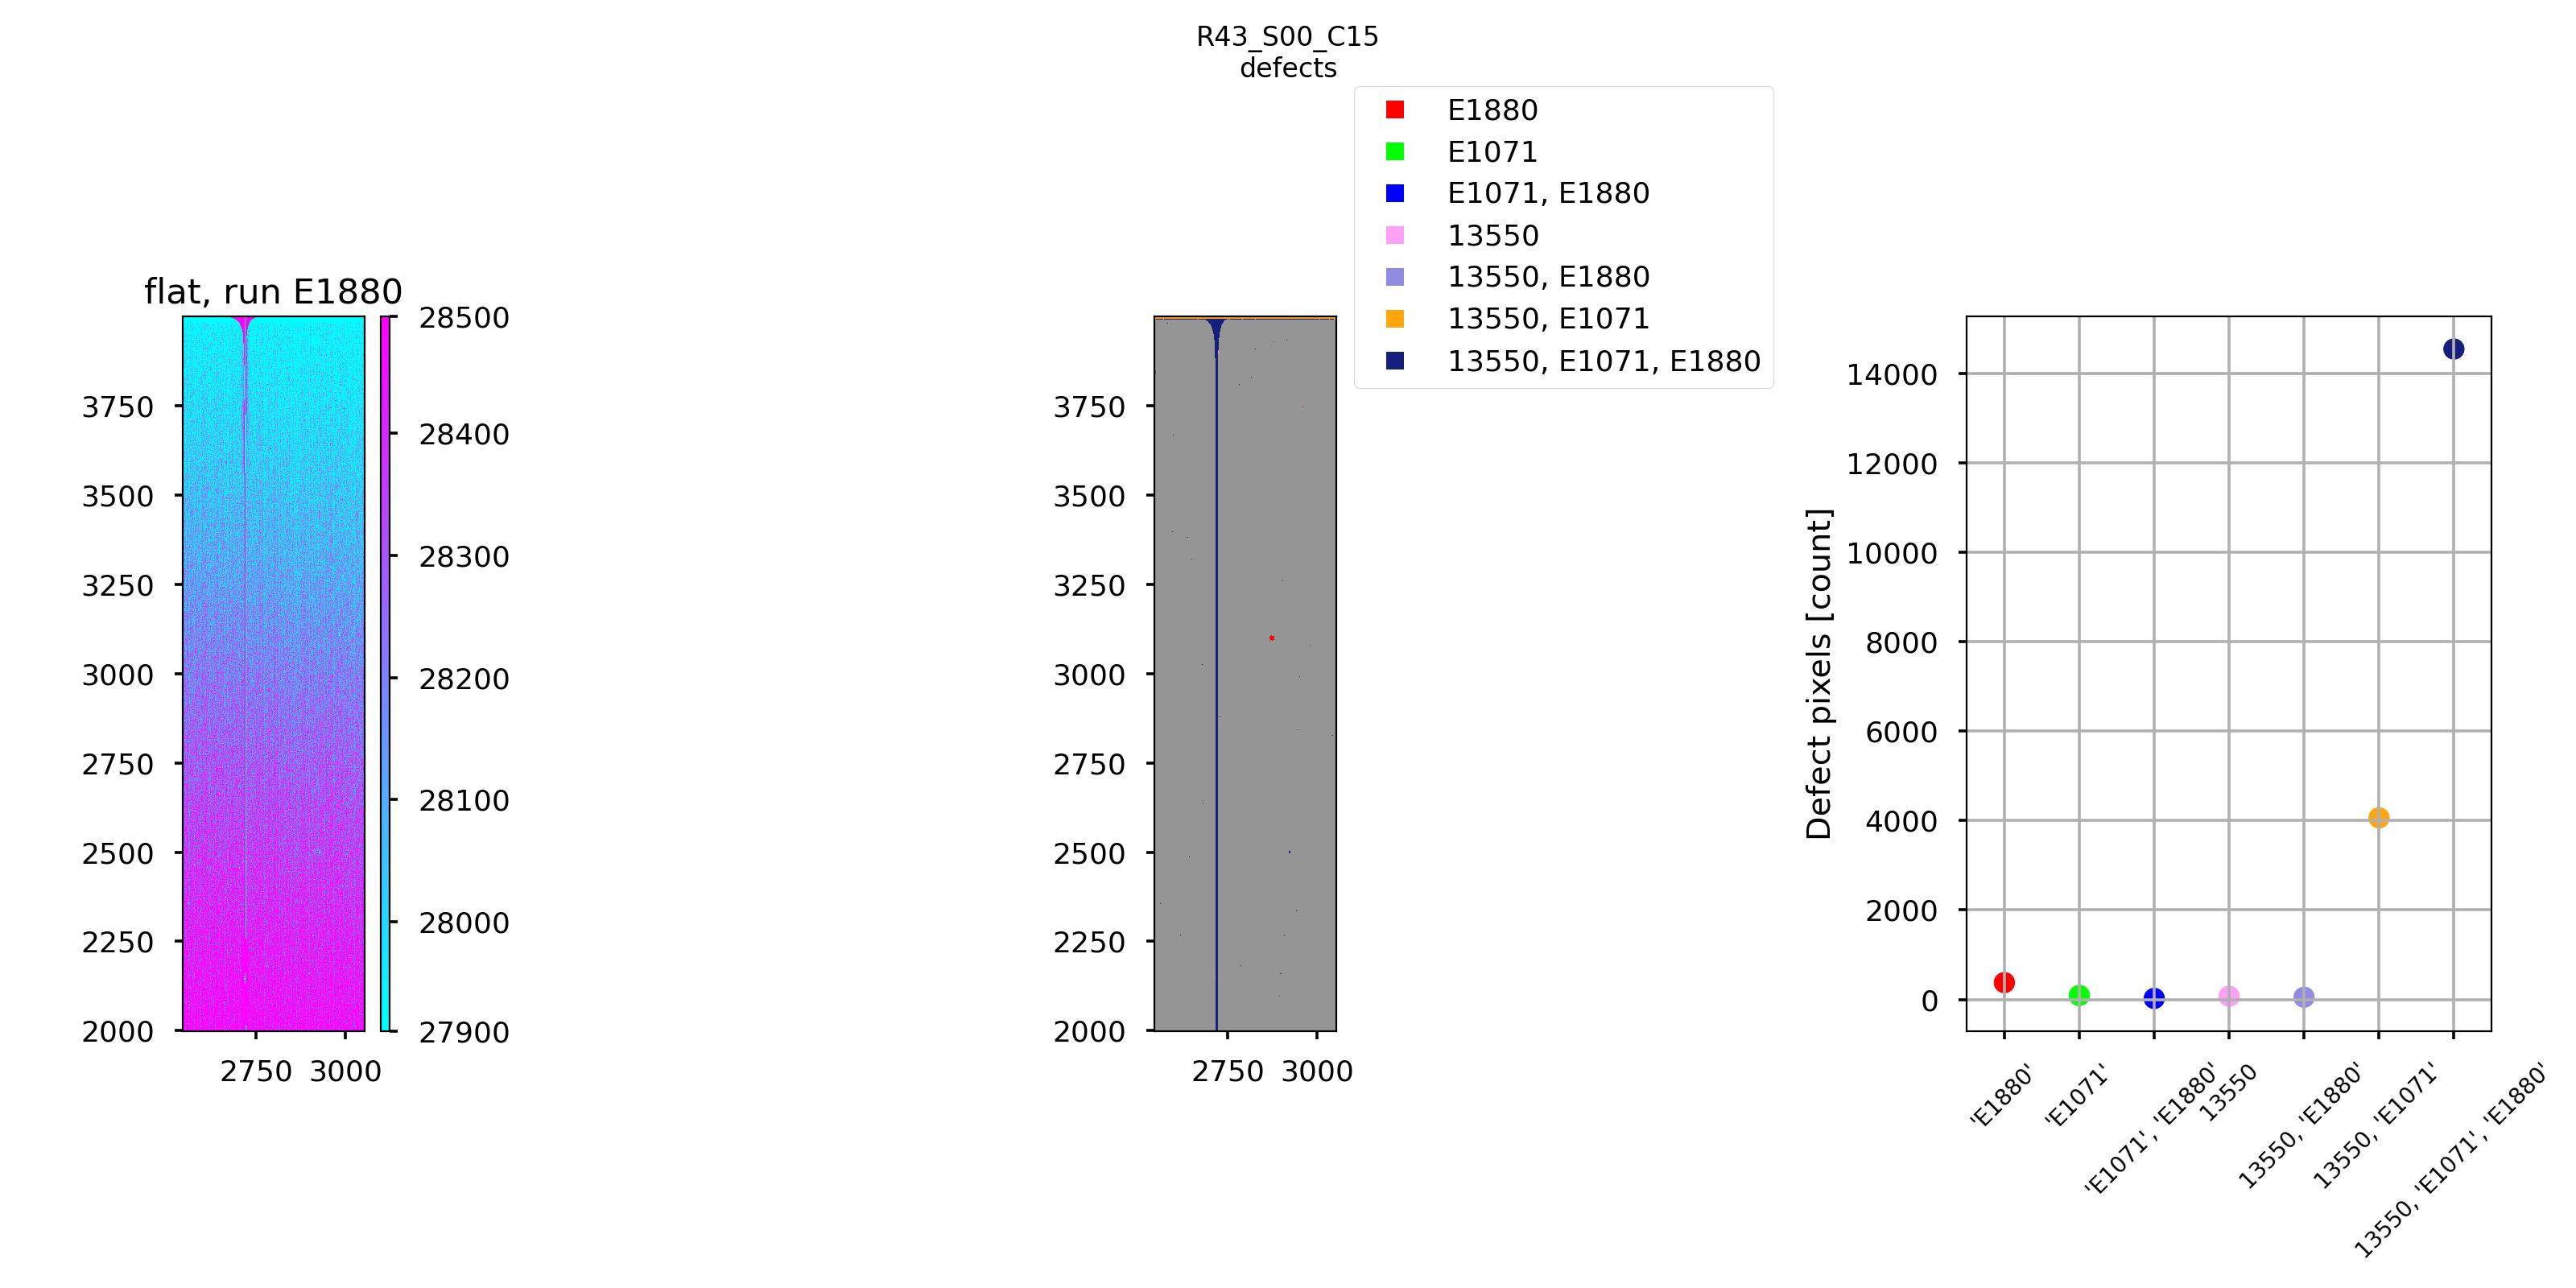 R43_S00_C15
defects
E1880
E1071
E1071, E1880
13550
13550, E1880
13550, E1071
13550, E1071, E1880
flat, run E1880
3750
3500
3250
3000
2750
2500
2250
2000
2750 3000
28500
28400
28300
28200
28100
28000
27900
3750
3500
3250
3000
2750
2500
2250
2000
2750 3000
Defect pixels [count]
14000
12000
10000
8000
6000
4000
2000
0
'E1880'
'E1071'
'E1071', 'E1880'
13550
13550, 'E1880'
13550, 'E1071'
13550, 'E1071', 'E1880'